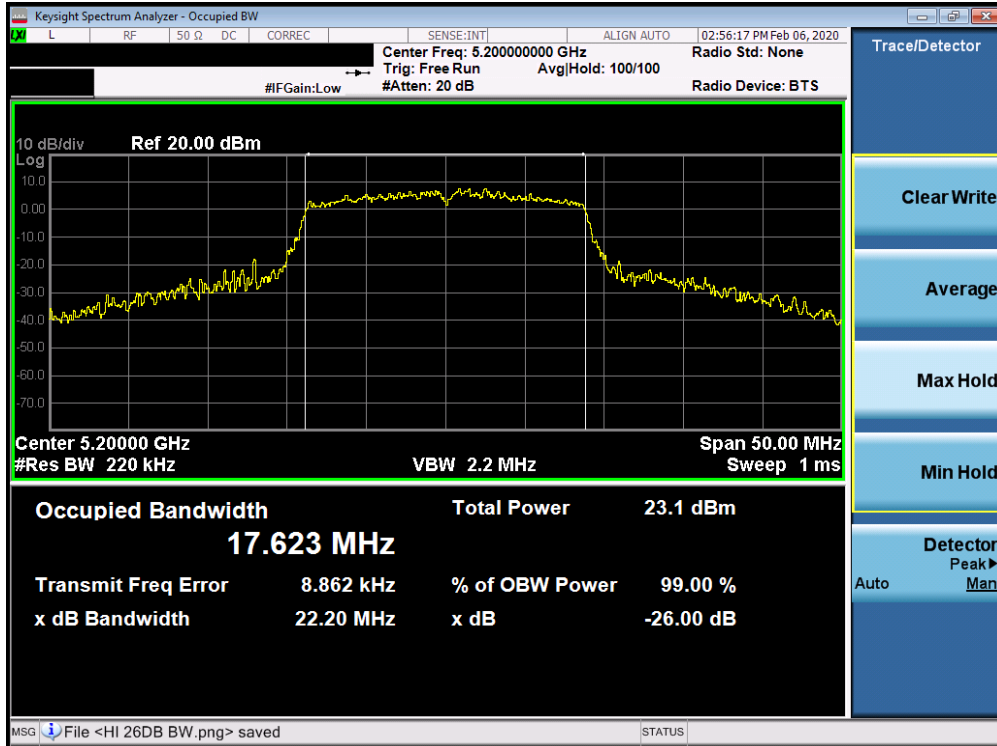 Keysight Spectrum Analyzer - Occupied BW
LXI L RF 50 Ω DC CORREC SENSE:INT ALIGN AUTO 02:56:17 PM Feb 06, 2020
Center Freq: 5.200000000 GHz Radio Std: None
Trig: Free Run Avg|Hold: 100/100
#IFGain:Low #Atten: 20 dB Radio Device: BTS
Trace/Detector
10 dB/div Ref 20.00 dBm
Log
10.0
0.00
-10.0
-20.0
-30.0
-40.0
-50.0
-60.0
-70.0
Center 5.20000 GHz Span 50.00 MHz
#Res BW 220 kHz VBW 2.2 MHz Sweep 1 ms
Occupied Bandwidth Total Power 23.1 dBm
17.623 MHz
Transmit Freq Error 8.862 kHz % of OBW Power 99.00 %
x dB Bandwidth 22.20 MHz x dB -26.00 dB
Clear Write
Average
Max Hold
Min Hold
Detector
Peak▶
Auto Man
MSG File <HI 26DB BW.png> saved STATUS